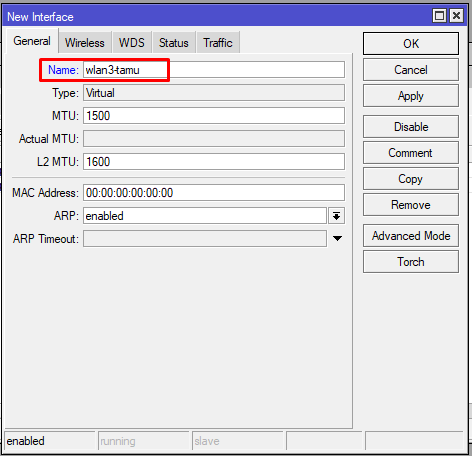 New Interface
General Wireless WDS Status Traffic
Name: wlan3-tamu
Type: Virtual
MTU: 1500
Actual MTU:
L2 MTU: 1600
MAC Address: 00:00:00:00:00:00
ARP: enabled
ARP Timeout:
OK
Cancel
Apply
Disable
Comment
Copy
Remove
Advanced Mode
Torch
enabled running slave